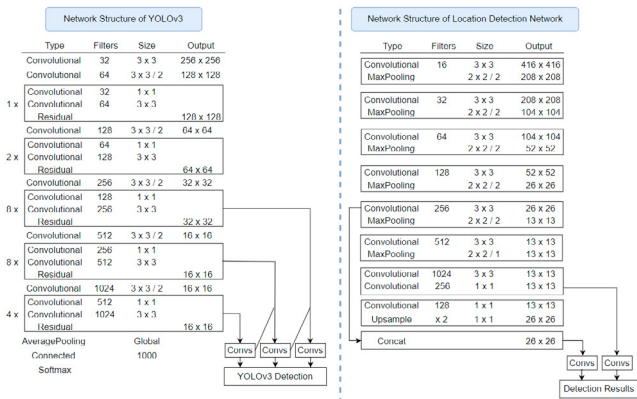 Network Structure of YOLOv3
Type Filters Size Output
Convolutional 32 3 x 3 256 x 256
Convolutional 64 3 x 3 / 2 128 x 128
Convolutional 32 1 x 1
1 x Convolutional 64 3 x 3
Residual 128 x 128
Convolutional 128 3 x 3 / 2 64 x 64
Convolutional 64 1 x 1
2 x Convolutional 128 3 x 3
Residual 64 x 64
Convolutional 256 3 x 3 / 2 32 x 32
Convolutional 128 1 x 1
8 x Convolutional 256 3 x 3
Residual 32 x 32
Convolutional 512 3 x 3 / 2 16 x 16
Convolutional 256 1 x 1
8 x Convolutional 512 3 x 3
Residual 16 x 16
Convolutional 1024 3 x 3 / 2 16 x 16
Convolutional 512 1 x 1
4 x Convolutional 1024 3 x 3
Residual 16 x 16
AveragePooling Global
Connected 1000
Softmax
Convs Convs Convs
YOLOv3 Detection
Network Structure of Location Detection Network
Type Filters Size Output
Convolutional 16 3 x 3 416 x 416
MaxPooling 2 x 2 / 2 208 x 208
Convolutional 32 3 x 3 208 x 208
MaxPooling 2 x 2 / 2 104 x 104
Convolutional 64 3 x 3 104 x 104
MaxPooling 2 x 2 / 2 52 x 52
Convolutional 128 3 x 3 52 x 52
MaxPooling 2 x 2 / 2 26 x 26
Convolutional 256 3 x 3 26 x 26
MaxPooling 2 x 2 / 2 13 x 13
Convolutional 512 3 x 3 13 x 13
MaxPooling 2 x 2 / 1 13 x 13
Convolutional 1024 3 x 3 13 x 13
Convolutional 256 1 x 1 13 x 13
Convolutional 128 1 x 1 13 x 13
Upsample x 2 1 x 1 26 x 26
Concat 26 x 26
Convs Convs
Detection Results